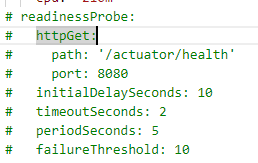 # readinessProbe:
#   httpGet:
#     path: '/actuator/health'
#     port: 8080
#   initialDelaySeconds: 10
#   timeoutSeconds: 2
#   periodSeconds: 5
#   failureThreshold: 10